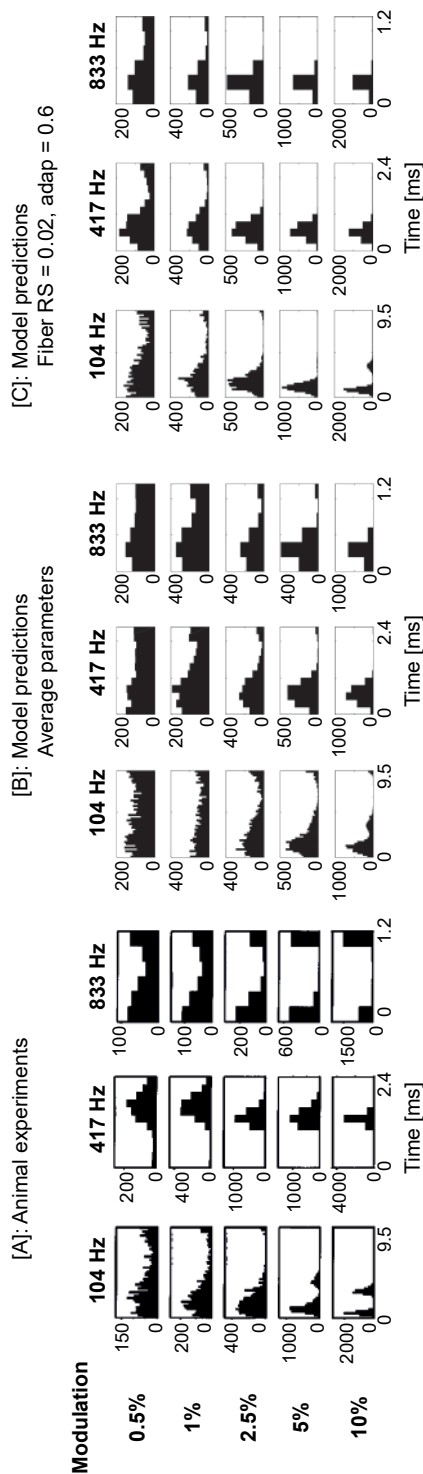 [A]: Animal experiments
[B]: Model predictions
Average parameters
[C]: Model predictions
Fiber RS = 0.02, adap = 0.6
Modulation
104 Hz 417 Hz 833 Hz 104 Hz 417 Hz 833 Hz 104 Hz 417 Hz 833 Hz
0.5% 150 200 100 200 200 200 200 200 200
0 0 0 0 0 0 0 0 0
1% 200 400 100 400 400 400 400 400 400
0 0 0 0 0 0 0 0 0
2.5% 400 1000 200 400 400 400 500 500 500
0 0 0 0 0 0 0 0 0
5% 1000 1000 600 500 500 400 1000 1000 1000
0 0 0 0 0 0 0 0 0
10% 2000 4000 1500 1000 1000 1000 2000 2000 2000
0 0 0 0 0 0 0 0 0
0 9.5 0 2.4 0 1.2 0 9.5 0 2.4 0 1.2 0 9.5 0 2.4 0 1.2
Time [ms] Time [ms] Time [ms]